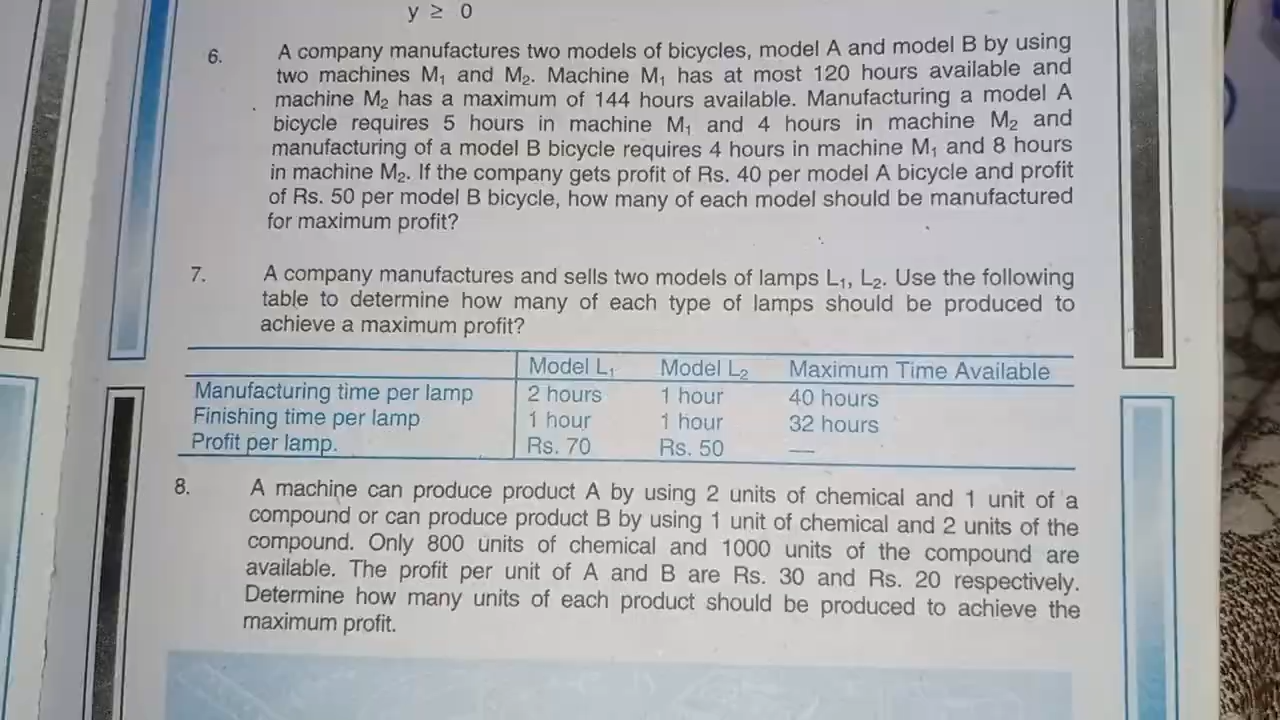 y ≥ 0
6. A company manufactures two models of bicycles, model A and model B by using
two machines M₁ and M₂. Machine M₁ has at most 120 hours available and
machine M₂ has a maximum of 144 hours available. Manufacturing a model A
bicycle requires 5 hours in machine M₁ and 4 hours in machine M₂ and
manufacturing of a model B bicycle requires 4 hours in machine M₁ and 8 hours
in machine M₂. If the company gets profit of Rs. 40 per model A bicycle and profit
of Rs. 50 per model B bicycle, how many of each model should be manufactured
for maximum profit?
7. A company manufactures and sells two models of lamps L₁, L₂. Use the following
table to determine how many of each type of lamps should be produced to
achieve a maximum profit?
Model L₁ Model L₂ Maximum Time Available
Manufacturing time per lamp 2 hours 1 hour 40 hours
Finishing time per lamp 1 hour 1 hour 32 hours
Profit per lamp. Rs. 70 Rs. 50 —
8. A machine can produce product A by using 2 units of chemical and 1 unit of a
compound or can produce product B by using 1 unit of chemical and 2 units of the
compound. Only 800 units of chemical and 1000 units of the compound are
available. The profit per unit of A and B are Rs. 30 and Rs. 20 respectively.
Determine how many units of each product should be produced to achieve the
maximum profit.